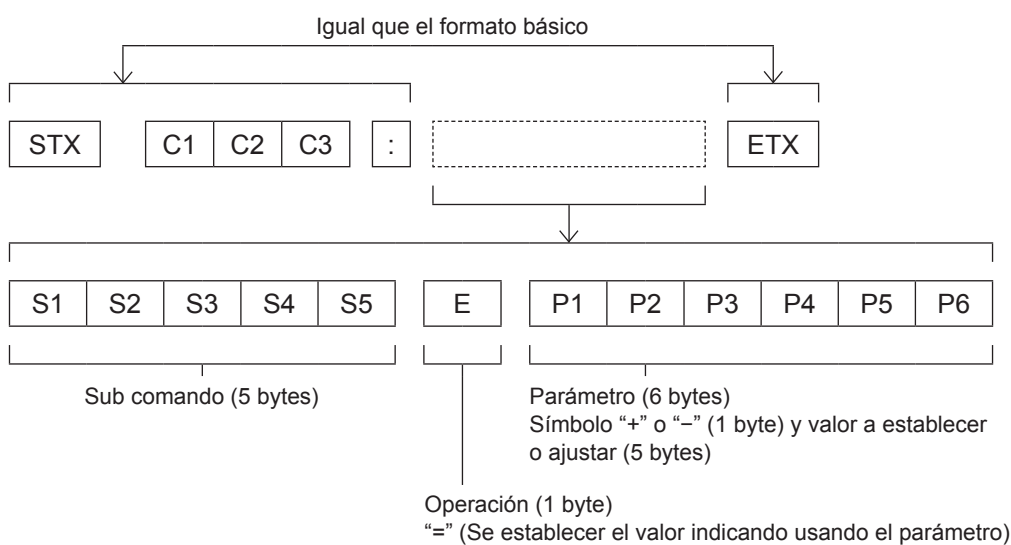 Igual que el formato básico
STX C1 C2 C3 : ETX
S1 S2 S3 S4 S5 E P1 P2 P3 P4 P5 P6
Sub comando (5 bytes)
Parámetro (6 bytes)
Símbolo “+” o “−” (1 byte) y valor a establecer
o ajustar (5 bytes)
Operación (1 byte)
“=” (Se establecer el valor indicando usando el parámetro)